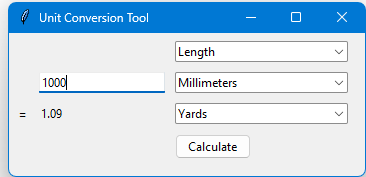 Unit Conversion Tool
Length
1000 Millimeters
= 1.09 Yards
Calculate